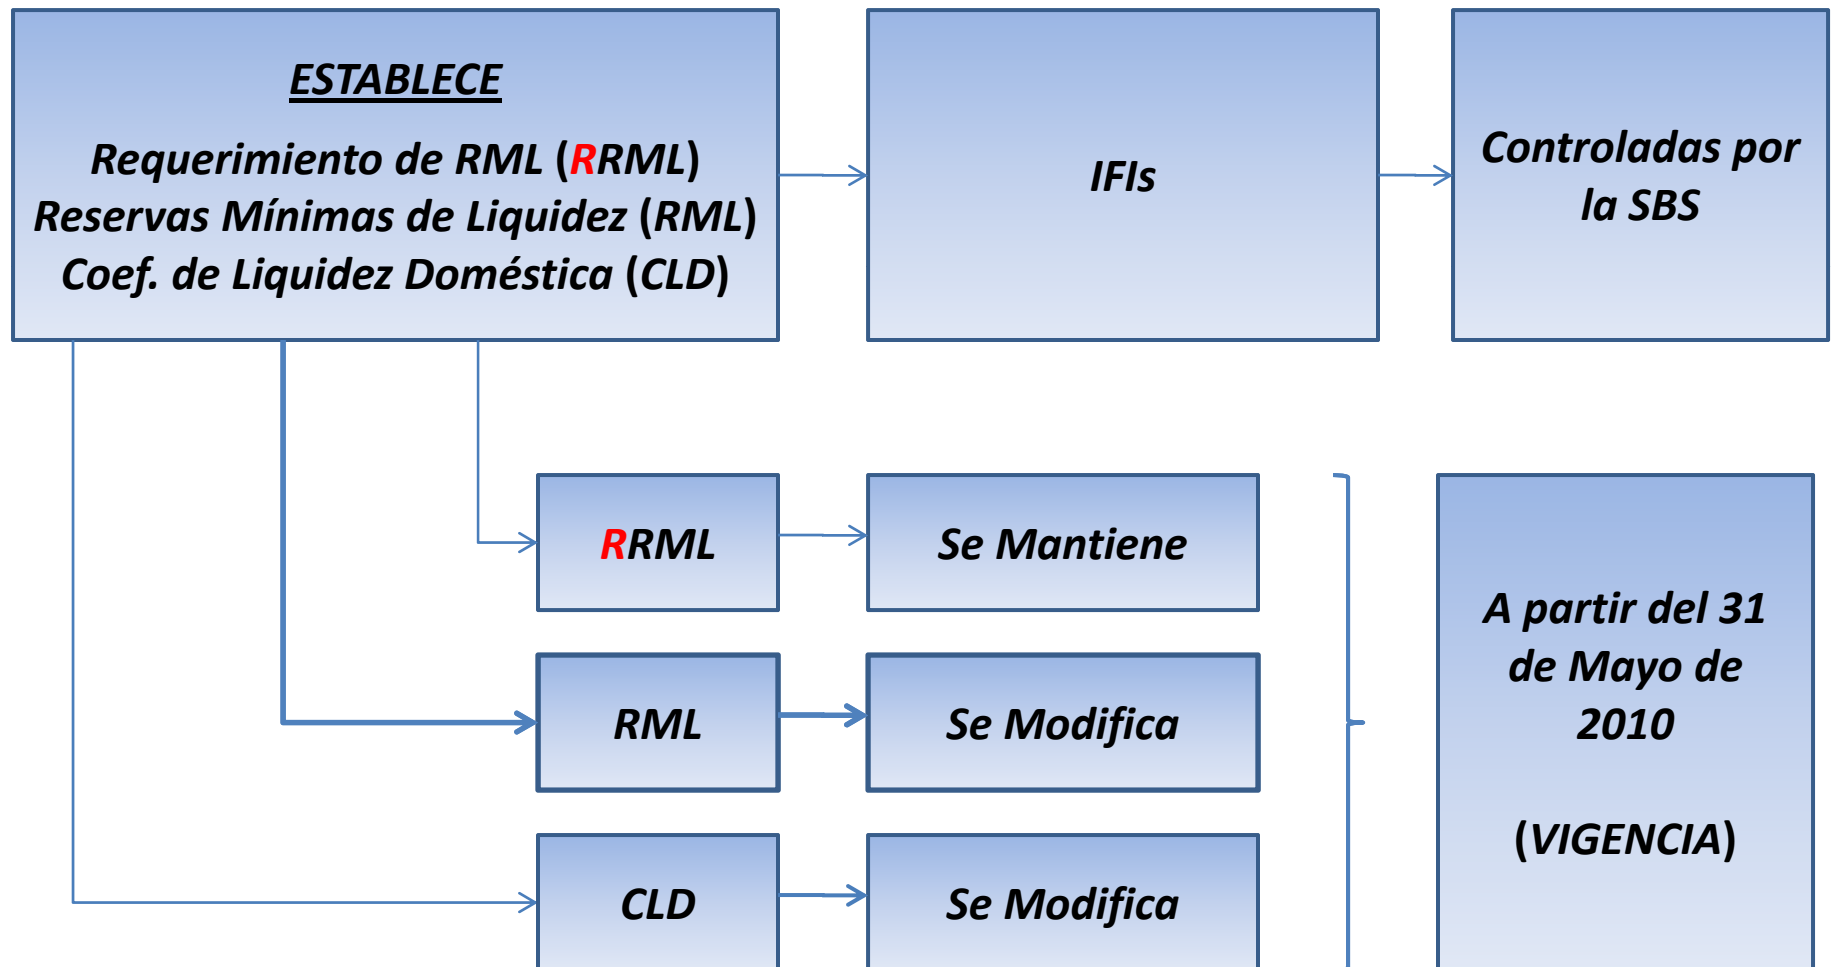 ESTABLECE
Requerimiento de RML (RRML)
Reservas Mínimas de Liquidez (RML)
Coef. de Liquidez Doméstica (CLD)
IFIs
Controladas por
la SBS
RRML
Se Mantiene
RML
Se Modifica
CLD
Se Modifica
A partir del 31
de Mayo de
2010
(VIGENCIA)